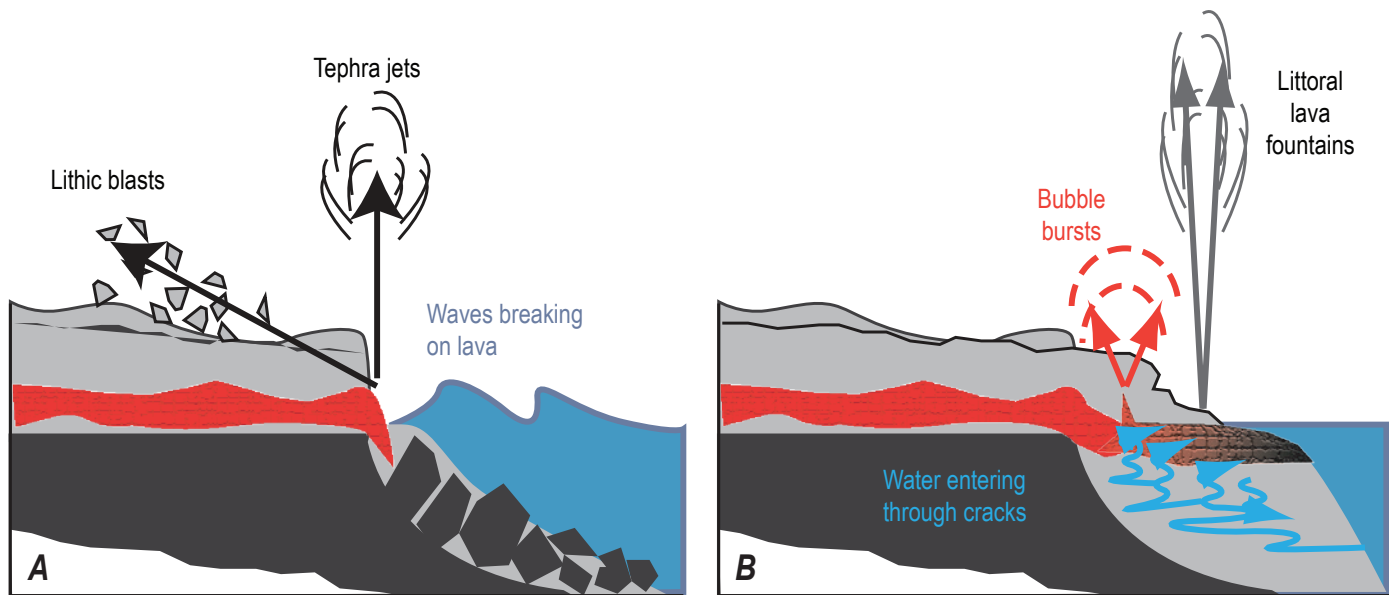 Tephra jets
Lithic blasts
Waves breaking
on lava
A
Littoral
lava
fountains
Bubble
bursts
Water entering
through cracks
B